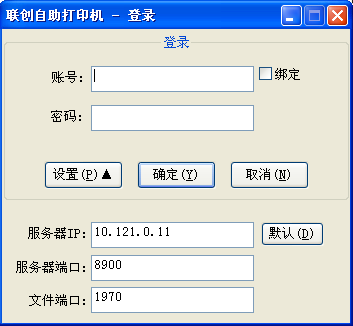 联创自助打印机 - 登录
登录
账号：
绑定
密码：
设置(P)▲ 确定(Y) 取消(N)
服务器IP: 10.121.0.11 默认(D)
服务器端口: 8900
文件端口: 1970